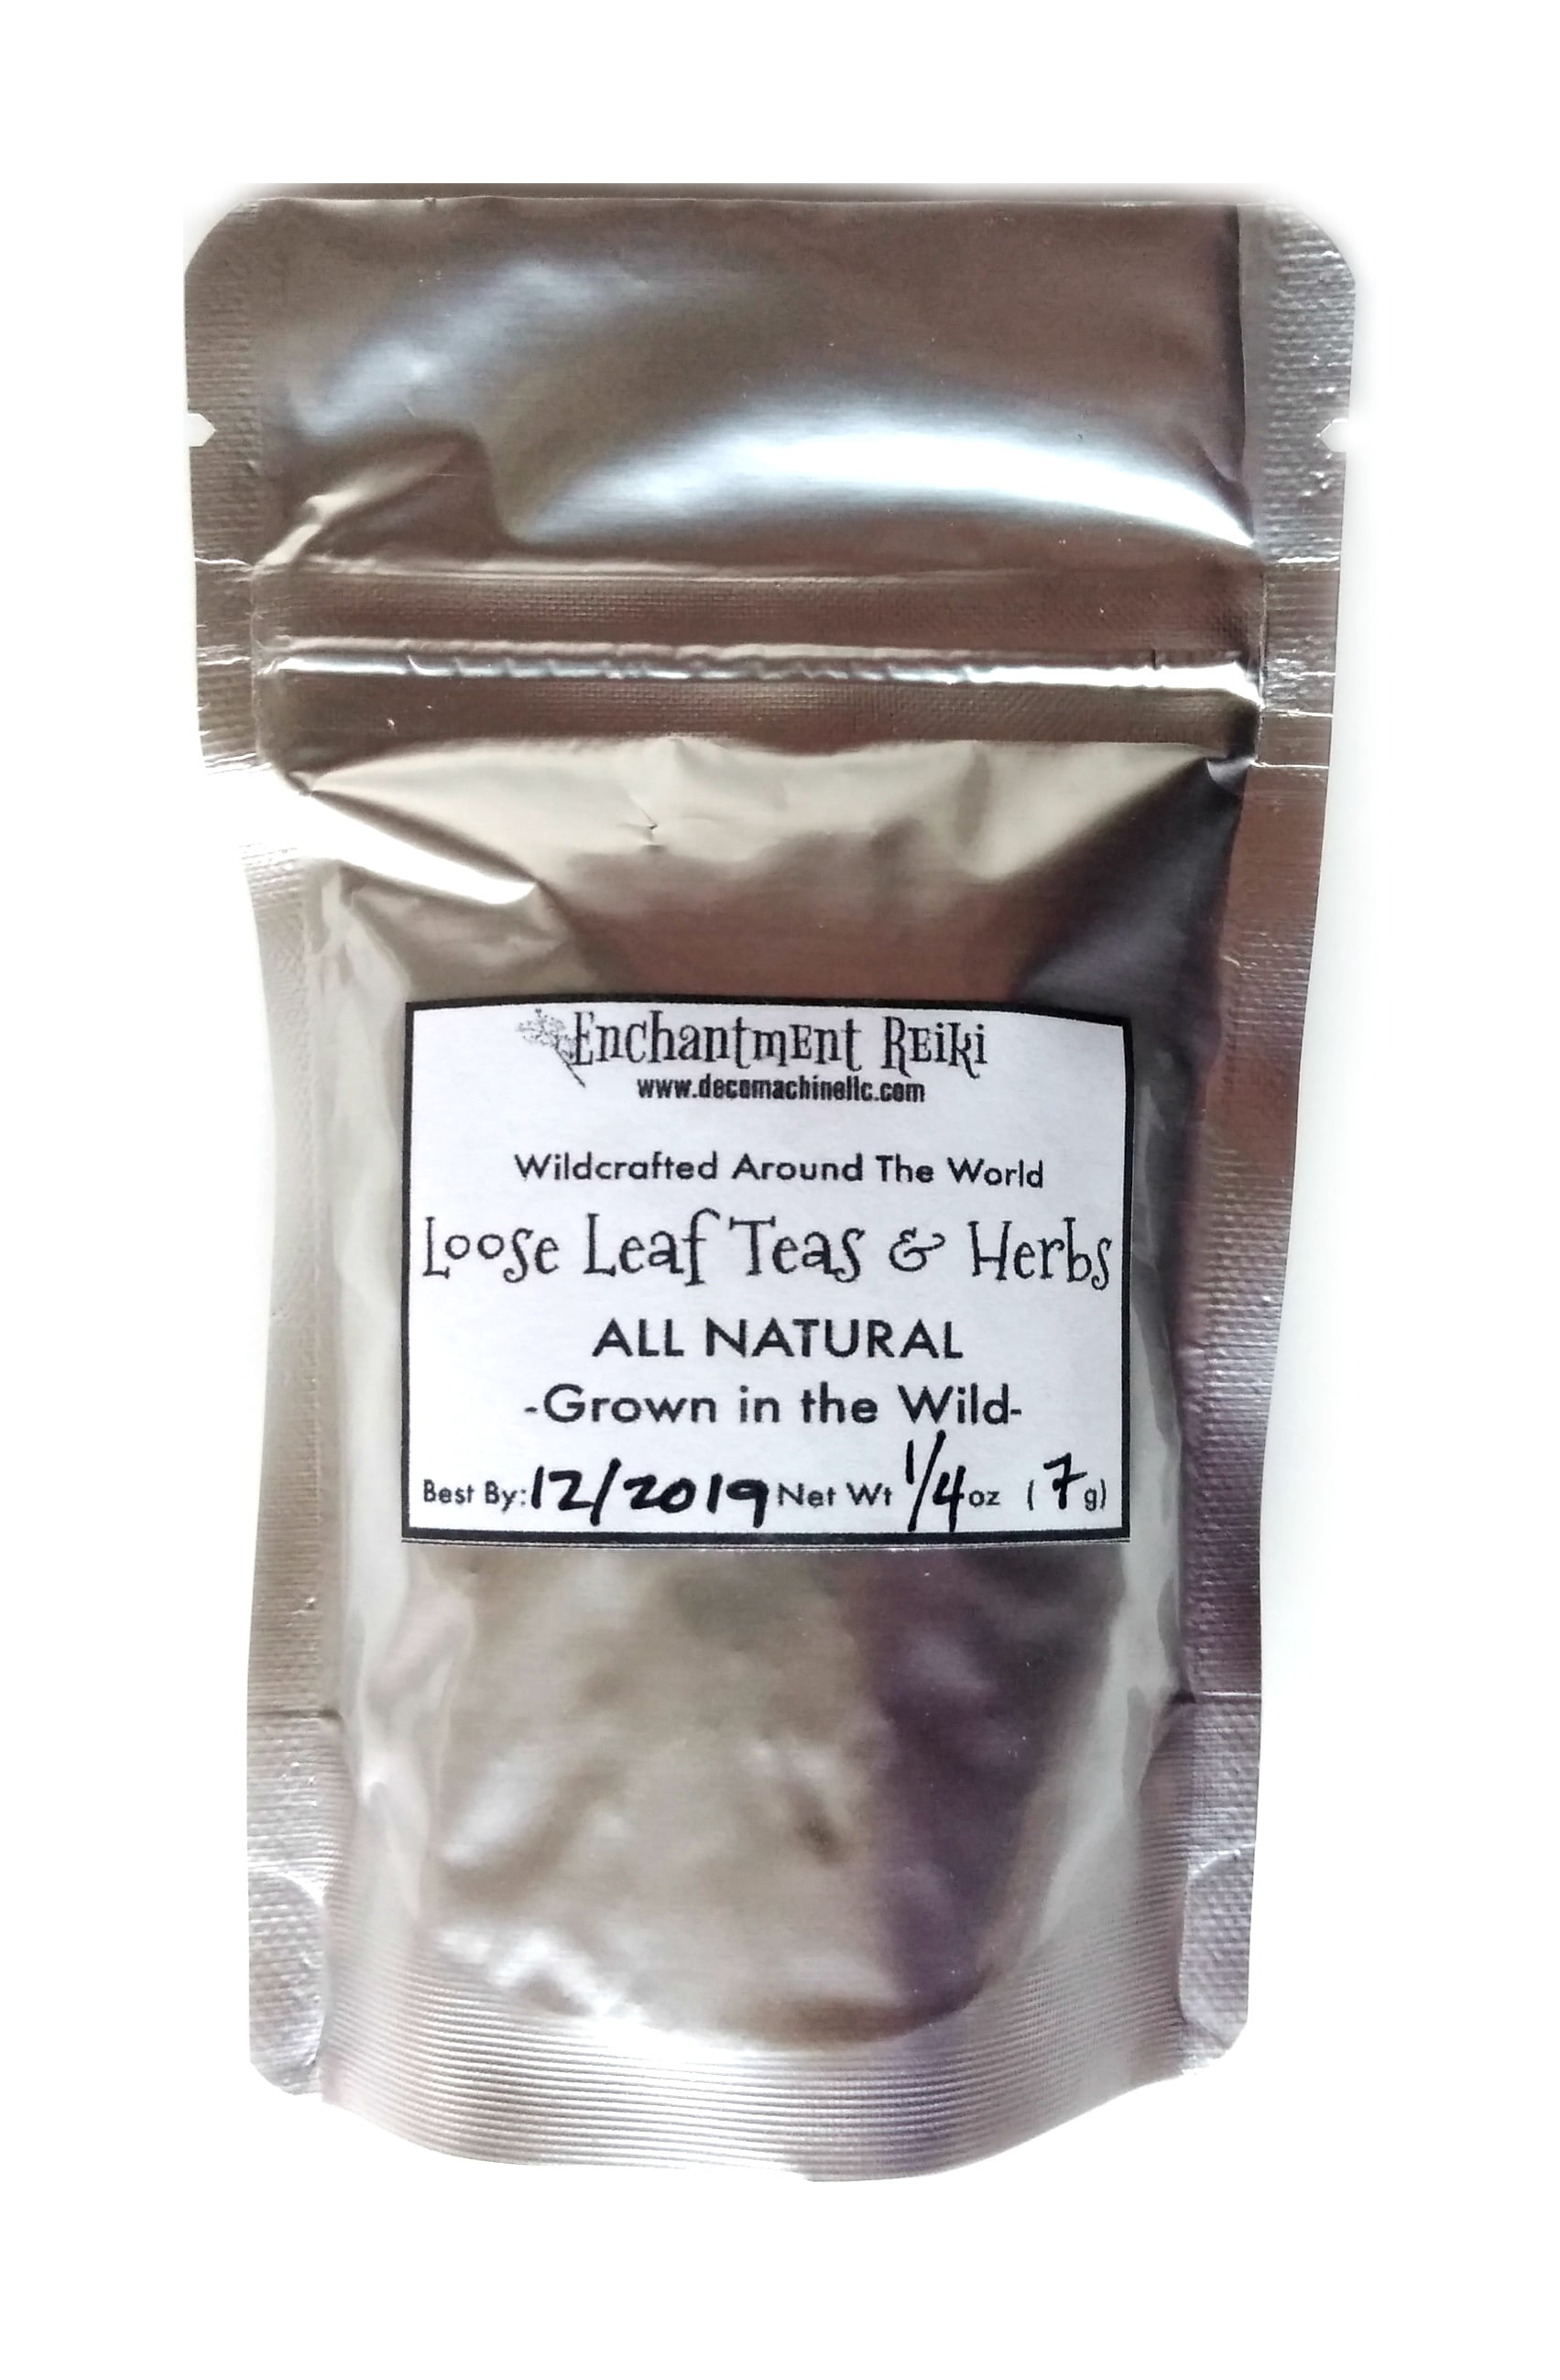 Enchantment Reiki
www.decomachinellc.com
Wildcrafted Around The World
Loose Leaf Teas & Herbs
ALL NATURAL
-Grown in the Wild-
Best By: 12/2019 Net Wt 1/4 oz (7g)